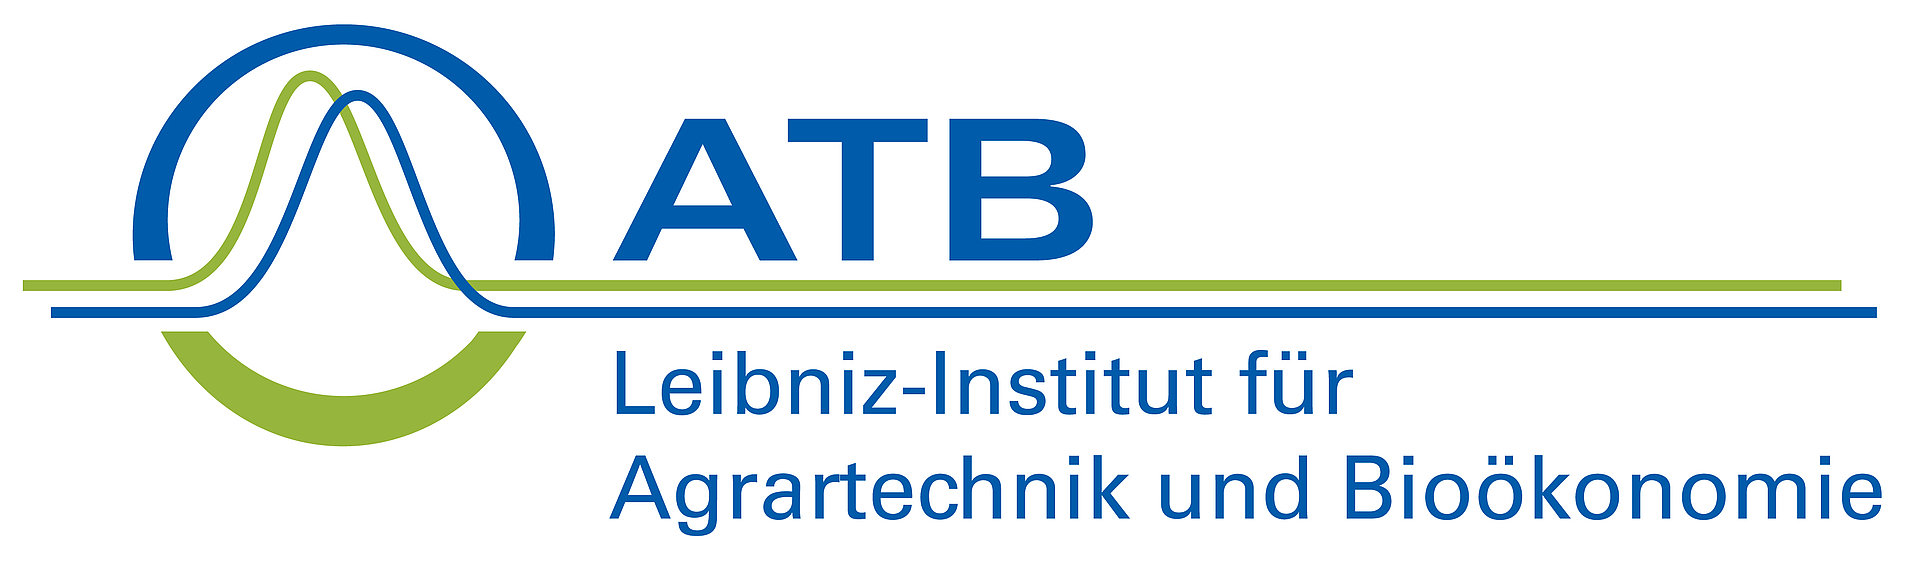 ATB
Leibniz-Institut für
Agrartechnik und Bioökonomie